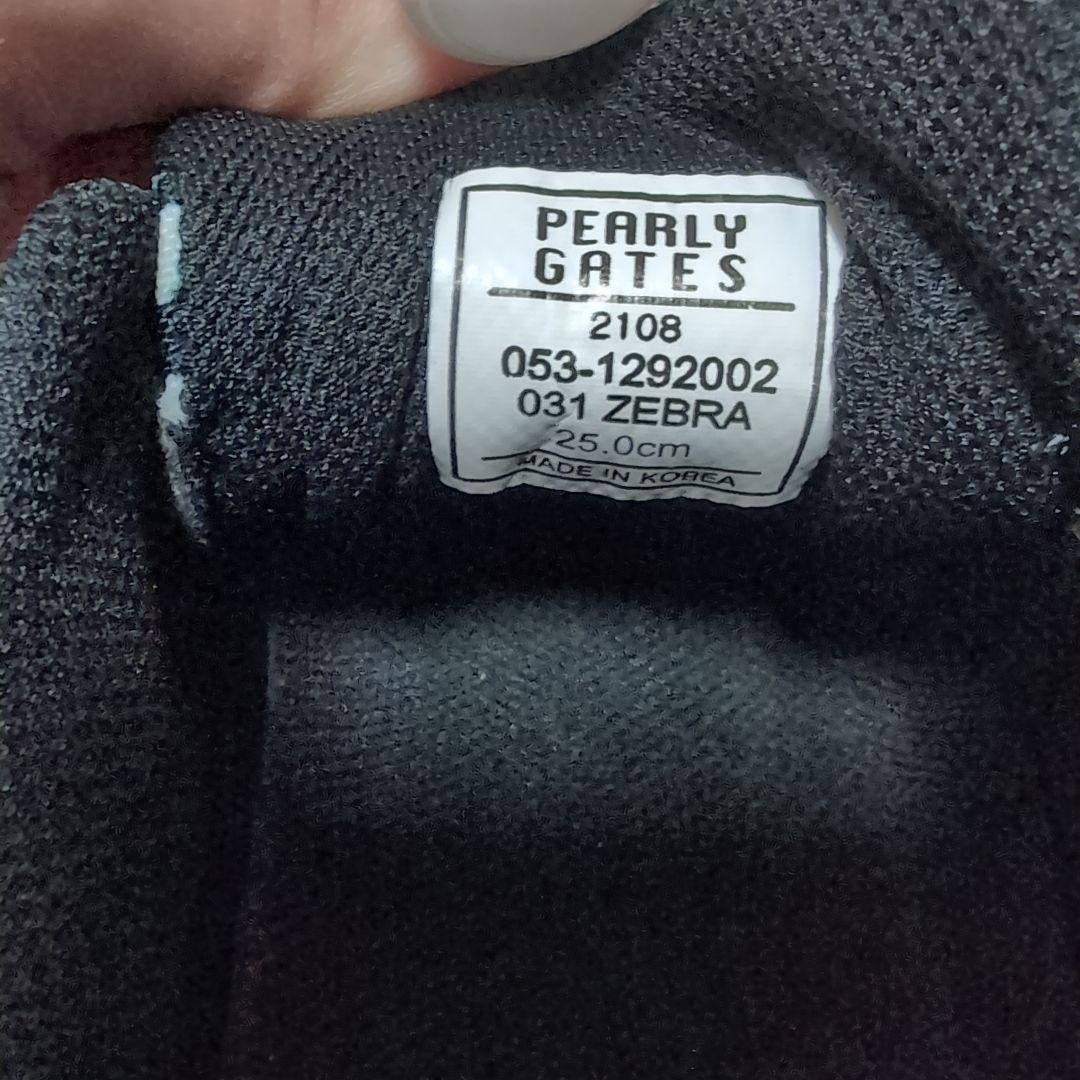 PEARLY
GATES
2108
053-1292002
031 ZEBRA
25.0cm
MADE IN KOREA